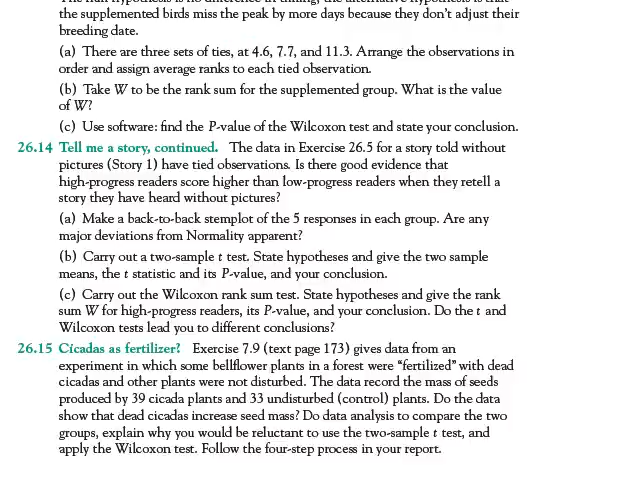 The null hypothesis is no difference in timing; the alternative hypothesis is that
the supplemented birds miss the peak by more days because they don't adjust their
breeding date.
(a) There are three sets of ties, at 4.6, 7.7, and 11.3. Arrange the observations in
order and assign average ranks to each tied observation.
(b) Take W to be the rank sum for the supplemented group. What is the value
of W?
(c) Use software: find the P-value of the Wilcoxon test and state your conclusion.
26.14 Tell me a story, continued. The data in Exercise 26.5 for a story told without
pictures (Story 1) have tied observations. Is there good evidence that
high-progress readers score higher than low-progress readers when they retell a
story they have heard without pictures?
(a) Make a back-to-back stemplot of the 5 responses in each group. Are any
major deviations from Normality apparent?
(b) Carry out a two-sample t test. State hypotheses and give the two sample
means, the t statistic and its P-value, and your conclusion.
(c) Carry out the Wilcoxon rank sum test. State hypotheses and give the rank
sum W for high-progress readers, its P-value, and your conclusion. Do the t and
Wilcoxon tests lead you to different conclusions?
26.15 Cicadas as fertilizer? Exercise 7.9 (text page 173) gives data from an
experiment in which some bellflower plants in a forest were “fertilized” with dead
cicadas and other plants were not disturbed. The data record the mass of seeds
produced by 39 cicada plants and 33 undisturbed (control) plants. Do the data
show that dead cicadas increase seed mass? Do data analysis to compare the two
groups, explain why you would be reluctant to use the two-sample t test, and
apply the Wilcoxon test. Follow the four-step process in your report.